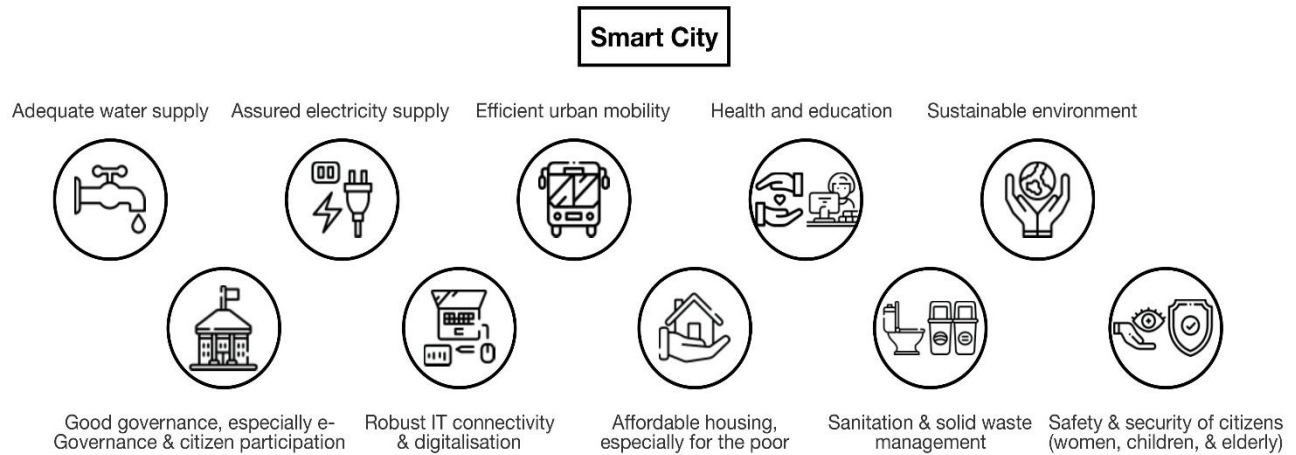 Smart City
Adequate water supply
Assured electricity supply
Efficient urban mobility
Health and education
Sustainable environment
Good governance, especially e-
Governance & citizen participation
Robust IT connectivity
& digitalisation
Affordable housing,
especially for the poor
Sanitation & solid waste
management
Safety & security of citizens
(women, children, & elderly)